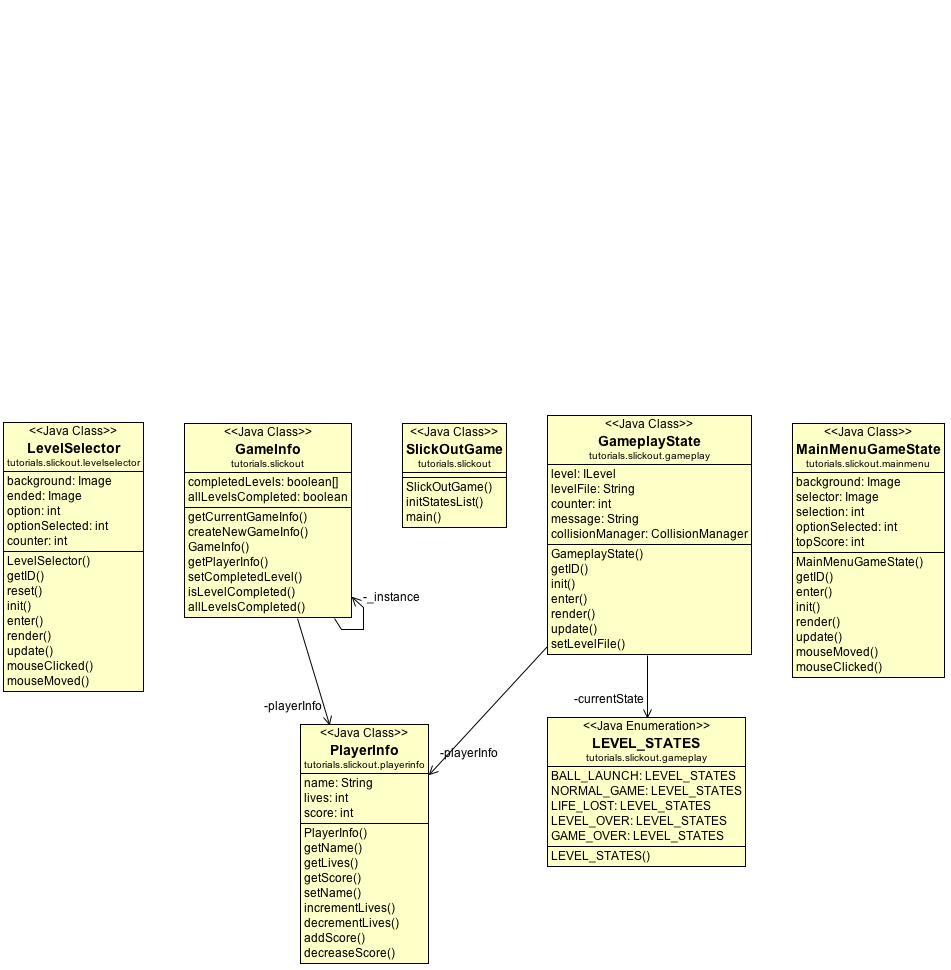 <<Java Class>>
LevelSelector
tutorials.slickout.levelselector
background: Image
ended: Image
option: int
optionSelected: int
counter: int
LevelSelector()
getID()
reset()
init()
enter()
render()
update()
mouseClicked()
mouseMoved()
<<Java Class>>
GameInfo
tutorials.slickout
completedLevels: boolean[]
allLevelsCompleted: boolean
getCurrentGameInfo()
createNewGameInfo()
GameInfo()
getPlayerInfo()
setCompletedLevel()
isLevelCompleted()
allLevelsCompleted()
-_instance
-playerInfo
<<Java Class>>
SlickOutGame
tutorials.slickout
SlickOutGame()
initStatesList()
main()
<<Java Class>>
GameplayState
tutorials.slickout.gameplay
level: ILevel
levelFile: String
counter: int
message: String
collisionManager: CollisionManager
GameplayState()
getID()
init()
enter()
render()
update()
setLevelFile()
-playerInfo
-currentState
<<Java Class>>
MainMenuGameState
tutorials.slickout.mainmenu
background: Image
selector: Image
selection: int
optionSelected: int
topScore: int
MainMenuGameState()
getID()
enter()
init()
render()
update()
mouseMoved()
mouseClicked()
<<Java Class>>
PlayerInfo
tutorials.slickout.playerinfo
name: String
lives: int
score: int
PlayerInfo()
getName()
getLives()
getScore()
setName()
incrementLives()
decrementLives()
addScore()
decreaseScore()
<<Java Enumeration>>
LEVEL_STATES
tutorials.slickout.gameplay
BALL_LAUNCH: LEVEL_STATES
NORMAL_GAME: LEVEL_STATES
LIFE_LOST: LEVEL_STATES
LEVEL_OVER: LEVEL_STATES
GAME_OVER: LEVEL_STATES
LEVEL_STATES()